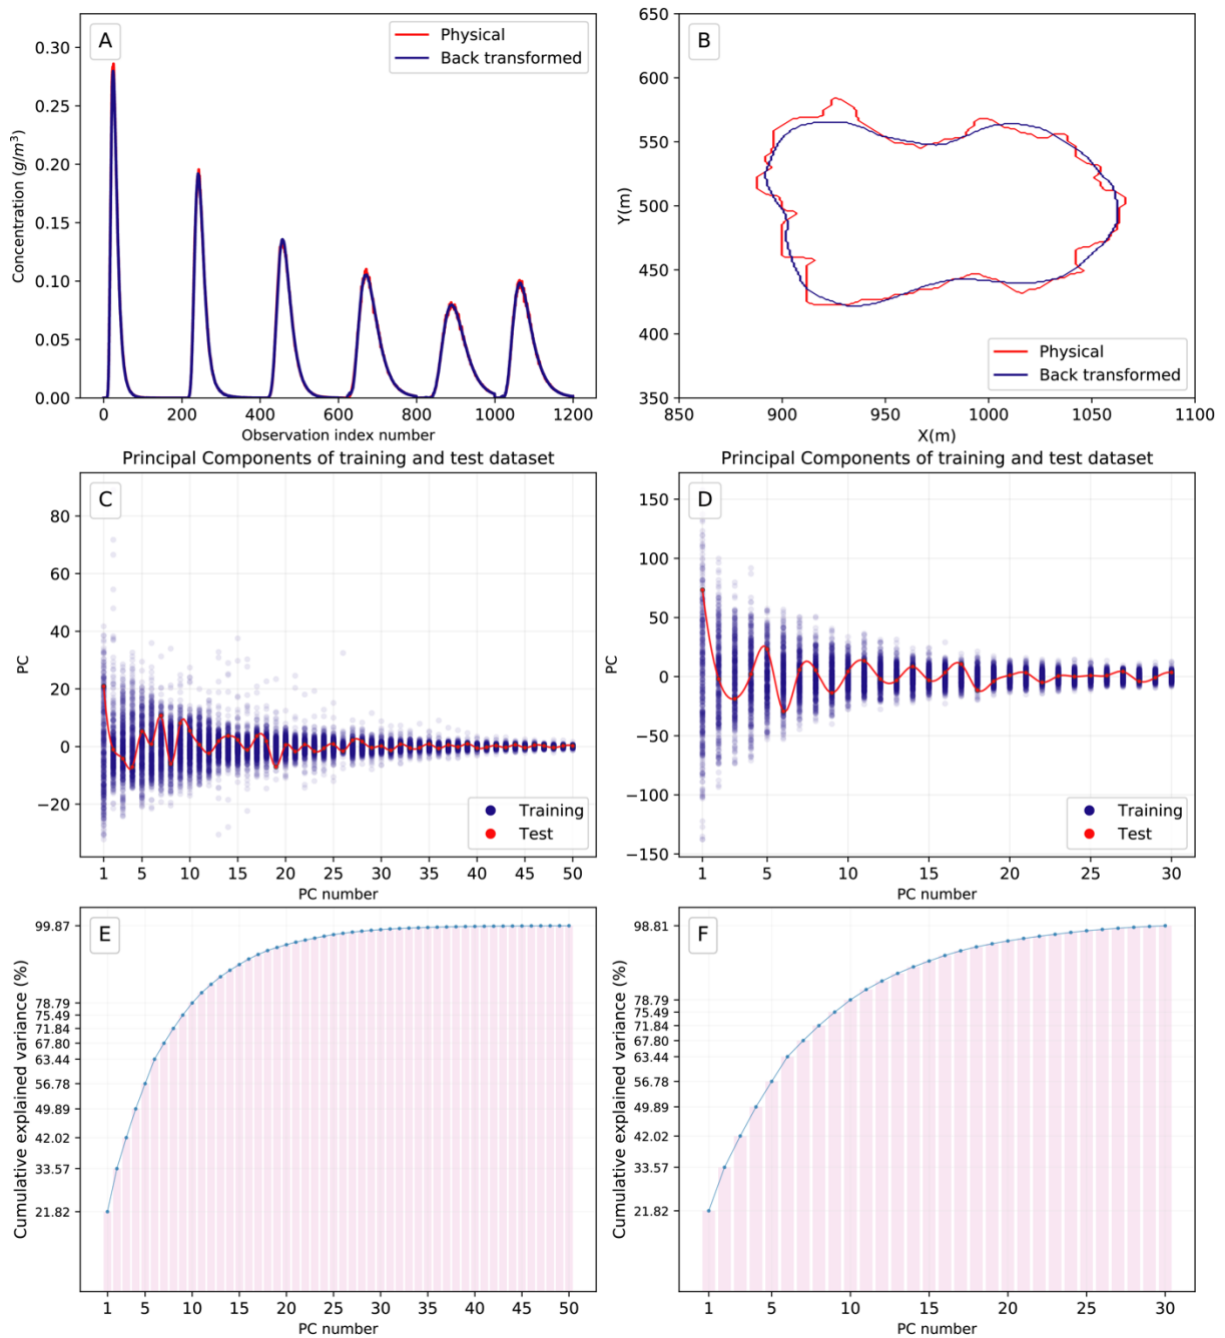 A
Physical
Back transformed
0.30
0.25
0.20
0.15
0.10
0.05
0.00
Concentration (g/m³)
0 200 400 600 800 1000 1200
Observation index number
B
650
600
550
500
450
400
350
Y(m)
Physical
Back transformed
850 900 950 1000 1050 1100
X(m)
Principal Components of training and test dataset
C
80
60
40
20
0
−20
PC
Training
Test
1 5 10 15 20 25 30 35 40 45 50
PC number
Principal Components of training and test dataset
D
150
100
50
0
−50
−100
−150
PC
Training
Test
1 5 10 15 20 25 30
PC number
E
99.87
78.79
75.49
71.84
67.80
63.44
56.78
49.89
42.02
33.57
21.82
Cumulative explained variance (%)
1 5 10 15 20 25 30 35 40 45 50
PC number
F
98.81
78.79
75.49
71.84
67.80
63.44
56.78
49.89
42.02
33.57
21.82
Cumulative explained variance (%)
1 5 10 15 20 25 30
PC number